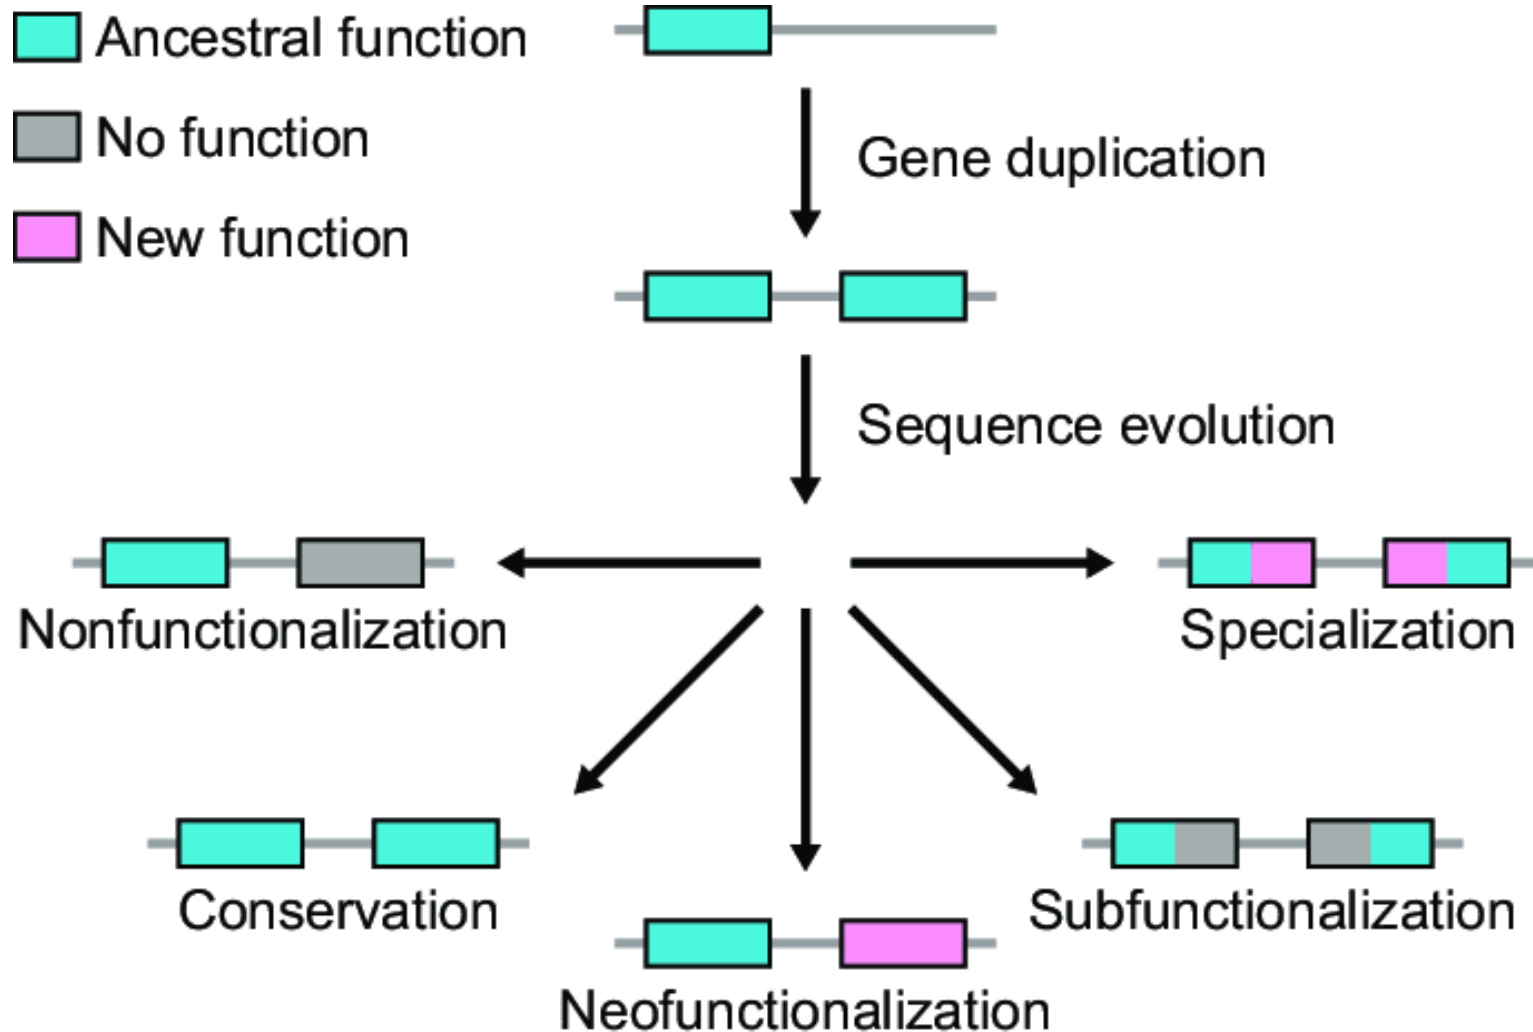 Ancestral function
No function
New function
Gene duplication
Sequence evolution
Nonfunctionalization
Specialization
Conservation
Subfunctionalization
Neofunctionalization